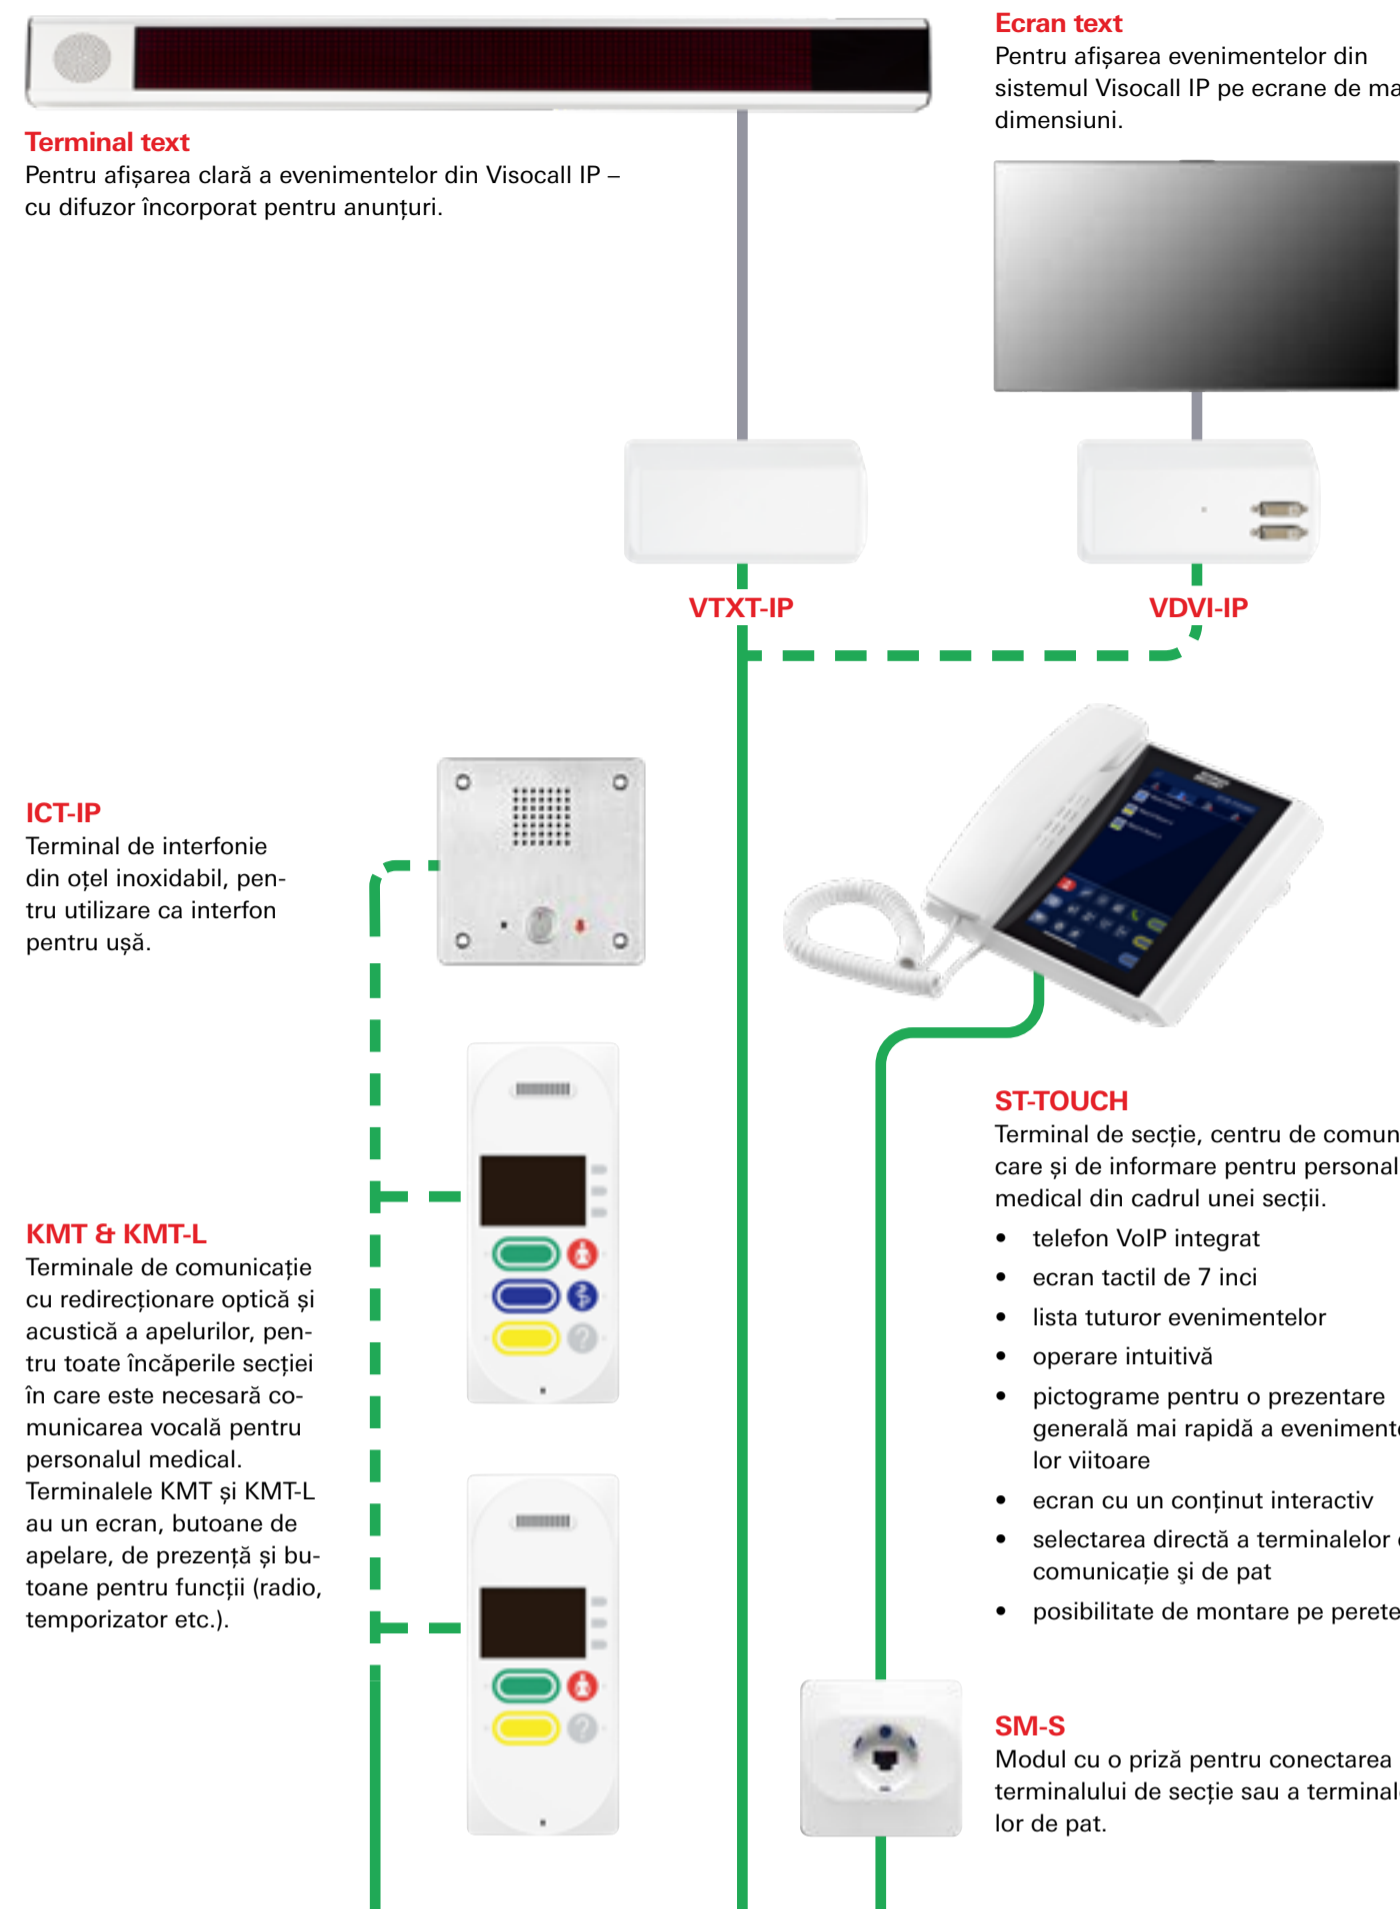 Terminal text
Pentru afișarea clară a evenimentelor din Visocall IP –
cu difuzor încorporat pentru anunțuri.
Ecran text
Pentru afișarea evenimentelor din
sistemul Visocall IP pe ecrane de
dimensiuni.
VTXT-IP
VDVI-IP
ICT-IP
Terminal de interfonie
din oțel inoxidabil, pen-
tru utilizare ca interfon
pentru ușă.
KMT & KMT-L
Terminale de comunicație
cu redirecționare optică și
acustică a apelurilor, pen-
tru toate încăperile secției
în care este necesară co-
municarea vocală pentru
personalul medical.
Terminalele KMT și KMT-L
au un ecran, butoane de
apelare, de prezență și bu-
toane pentru funcții (radio,
temporizator etc.).
ST-TOUCH
Terminal de secție, centru de comun
care și de informare pentru personal
medical din cadrul unei secții.
• telefon VoIP integrat
• ecran tactil de 7 inci
• lista tuturor evenimentelor
• operare intuitivă
• pictograme pentru o prezentare
generală mai rapidă a eveniment
lor viitoare
• ecran cu un conținut interactiv
• selectarea directă a terminalelor
comunicație şi de pat
• posibilitate de montare pe perete
SM-S
Modul cu o priză pentru conectarea
terminalului de secție sau a terminal
lor de pat.